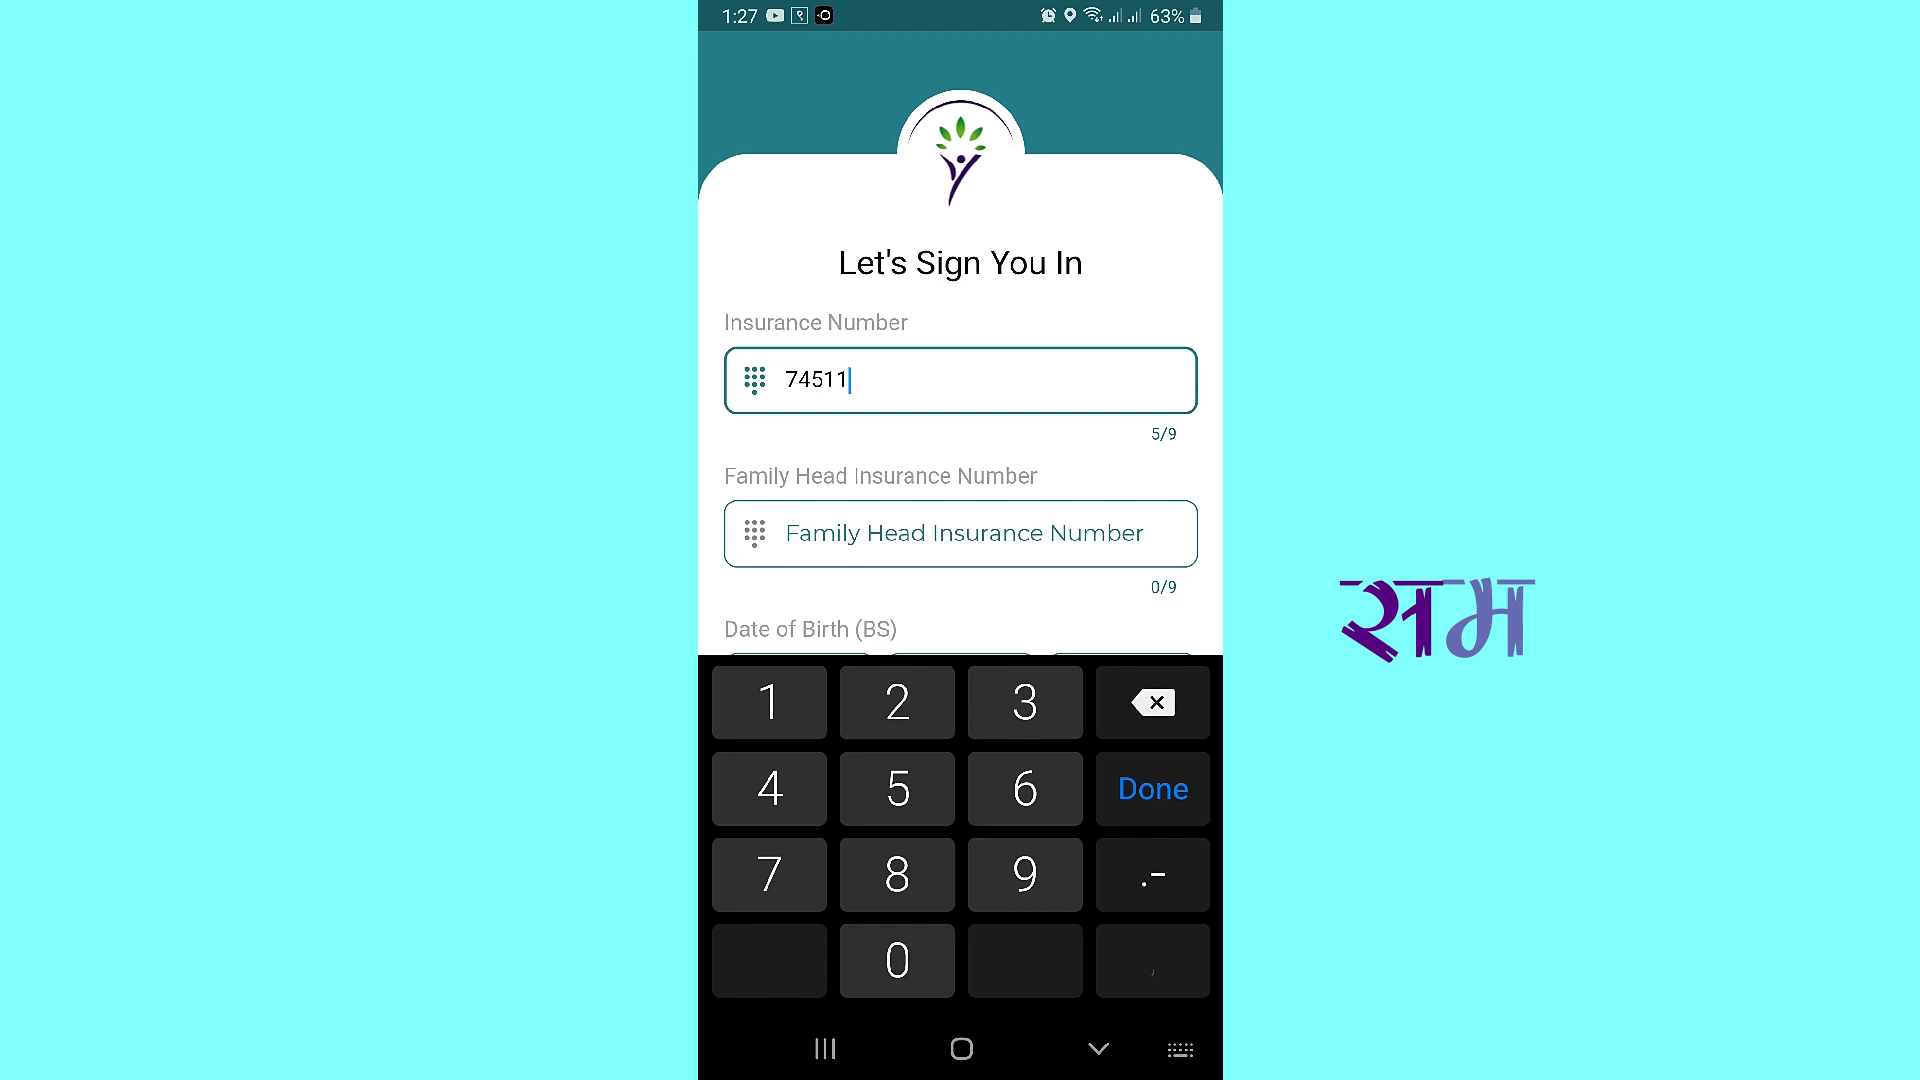 1:27
63%
Let's Sign You In
Insurance Number
74511
5/9
Family Head Insurance Number
Family Head Insurance Number
0/9
Date of Birth (BS)
सम
1 2 3
4 5 6 Done
7 8 9 .-
0 ,